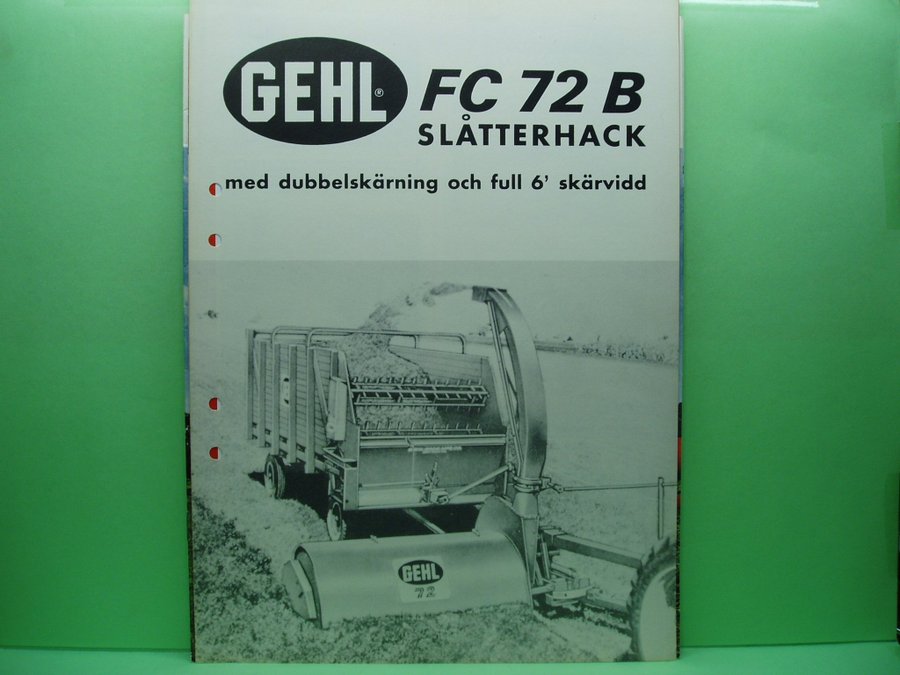 GEHL®
FC 72 B
SLÅTTERHACK
med dubbelskärning och full 6' skärvidd
GEHL
72